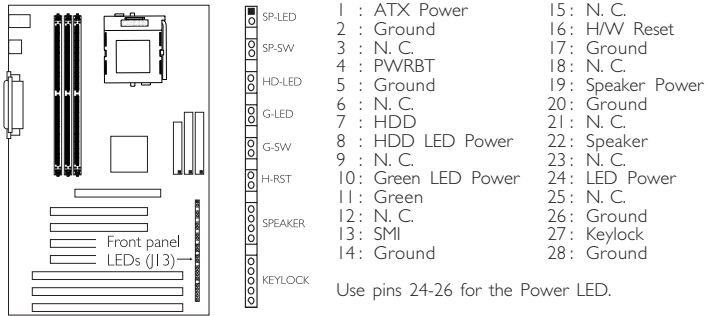 Front panel
LEDs (J13)
SP-LED
SP-SW
HD-LED
G-LED
G-SW
H-RST
SPEAKER
KEYLOCK
1 : ATX Power
2 : Ground
3 : N. C.
4 : PWRBT
5 : Ground
6 : N. C.
7 : HDD
8 : HDD LED Power
9 : N. C.
10: Green LED Power
11: Green
12: N. C.
13: SMI
14: Ground
15: N. C.
16: H/W Reset
17: Ground
18: N. C.
19: Speaker Power
20: Ground
21: N. C.
22: Speaker
23: N. C.
24: LED Power
25: N. C.
26: Ground
27: Keylock
28: Ground
Use pins 24-26 for the Power LED.